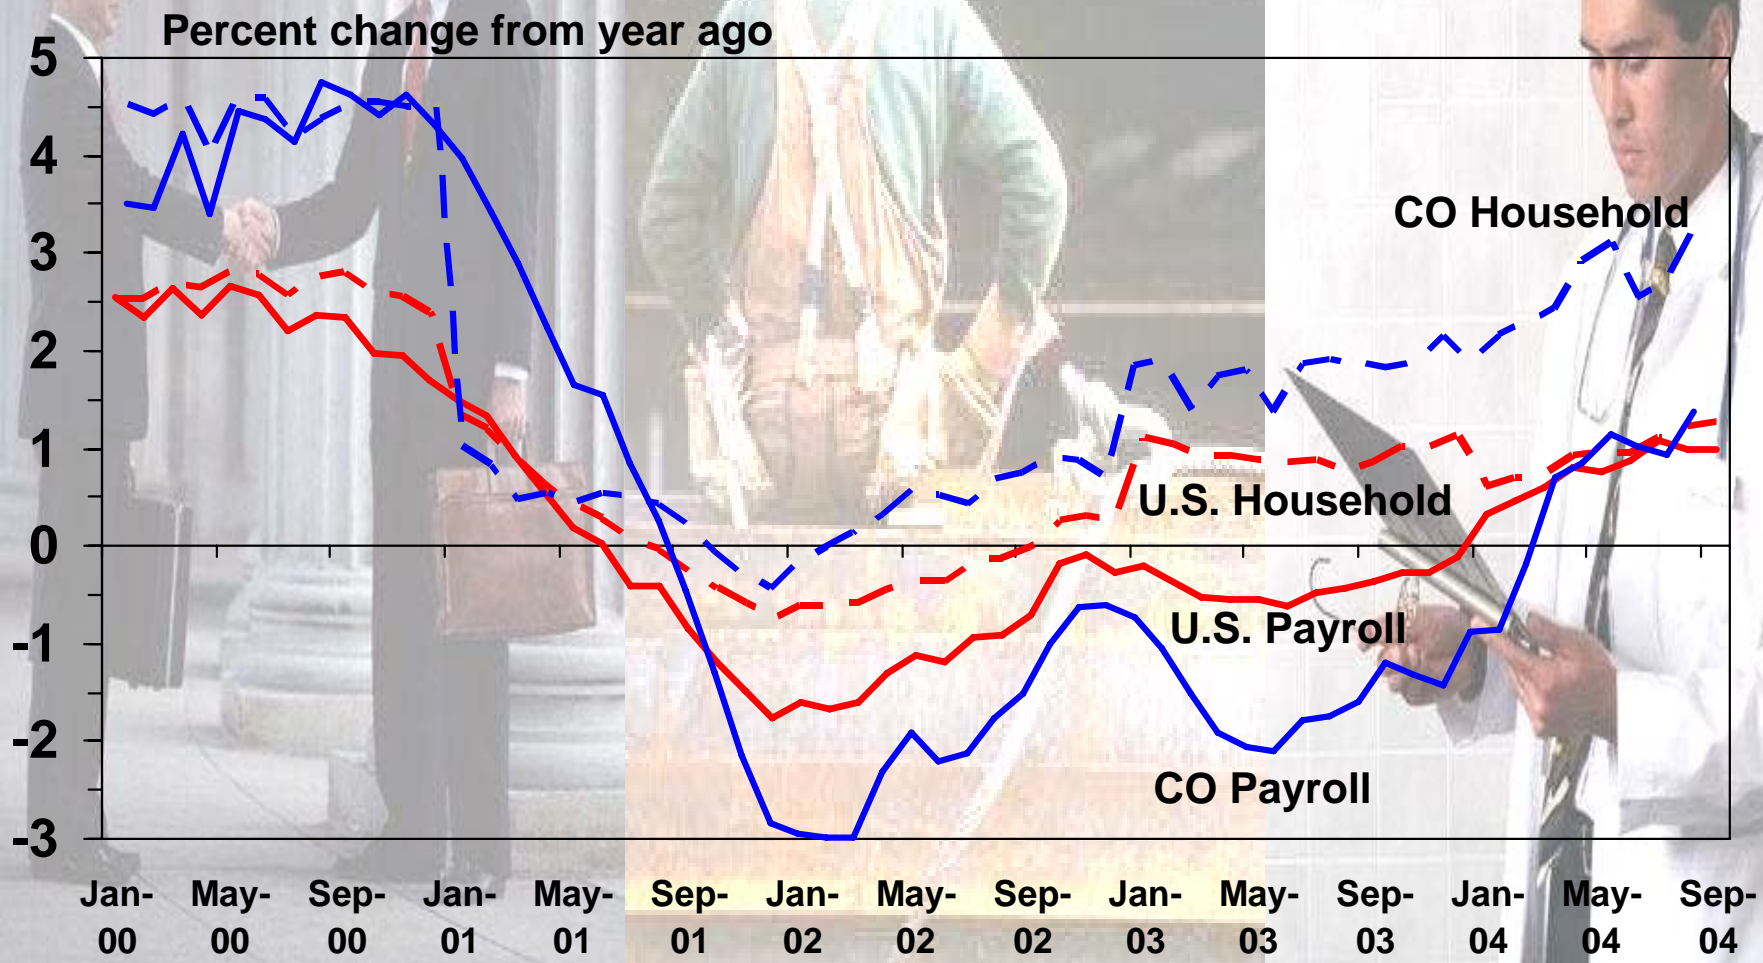 Percent change from year ago
5
4
3
2
1
0
-1
-2
-3
CO Household
U.S. Household
U.S. Payroll
CO Payroll
Jan- May- Sep- Jan- May- Sep- Jan- May- Sep- Jan- May- Sep- Jan- May- Sep-
00 00 00 01 01 01 02 02 02 03 03 03 04 04 04